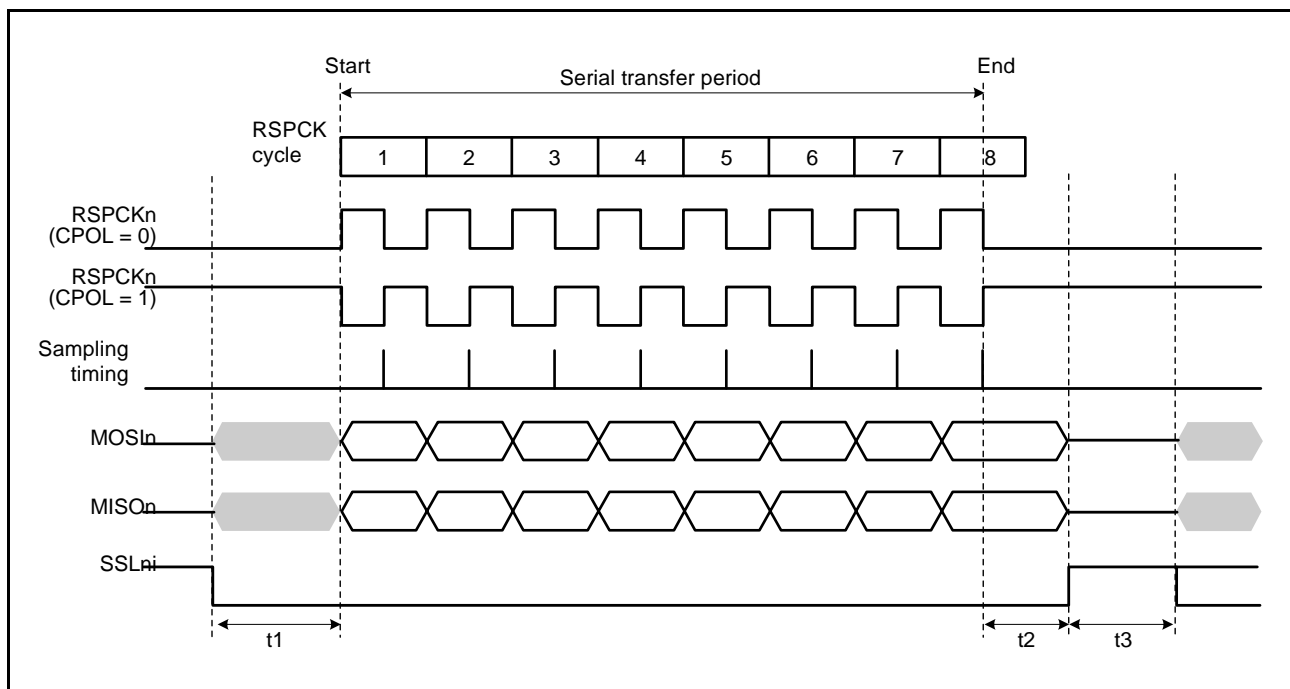 Start
End
Serial transfer period
RSPCK
cycle
1 2 3 4 5 6 7 8
RSPCKn
(CPOL = 0)
RSPCKn
(CPOL = 1)
Sampling
timing
MOSIn
MISOn
SSLni
t1
t2
t3